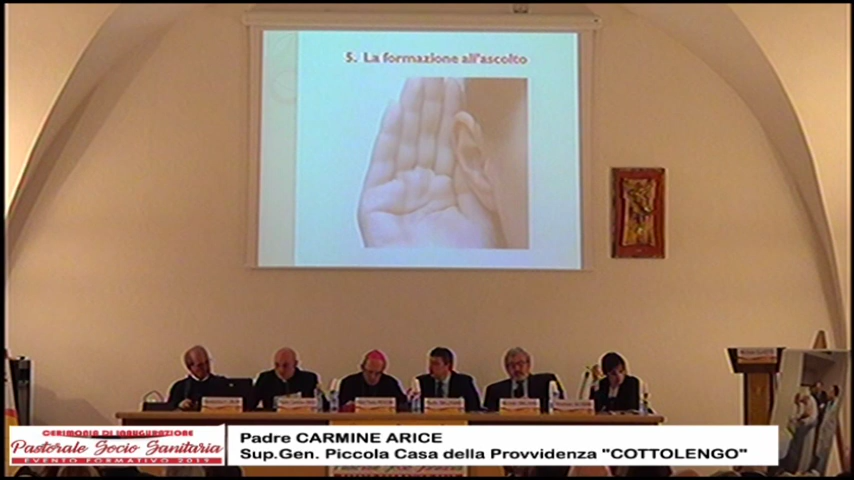 5. La formazione all'ascolto
CERIMONIA DI INAUGURAZIONE
Pastorale Socio Sanitaria
EVENTO FORMATIVO 2019
Padre CARMINE ARICE
Sup.Gen. Piccola Casa della Provvidenza "COTTOLENGO"